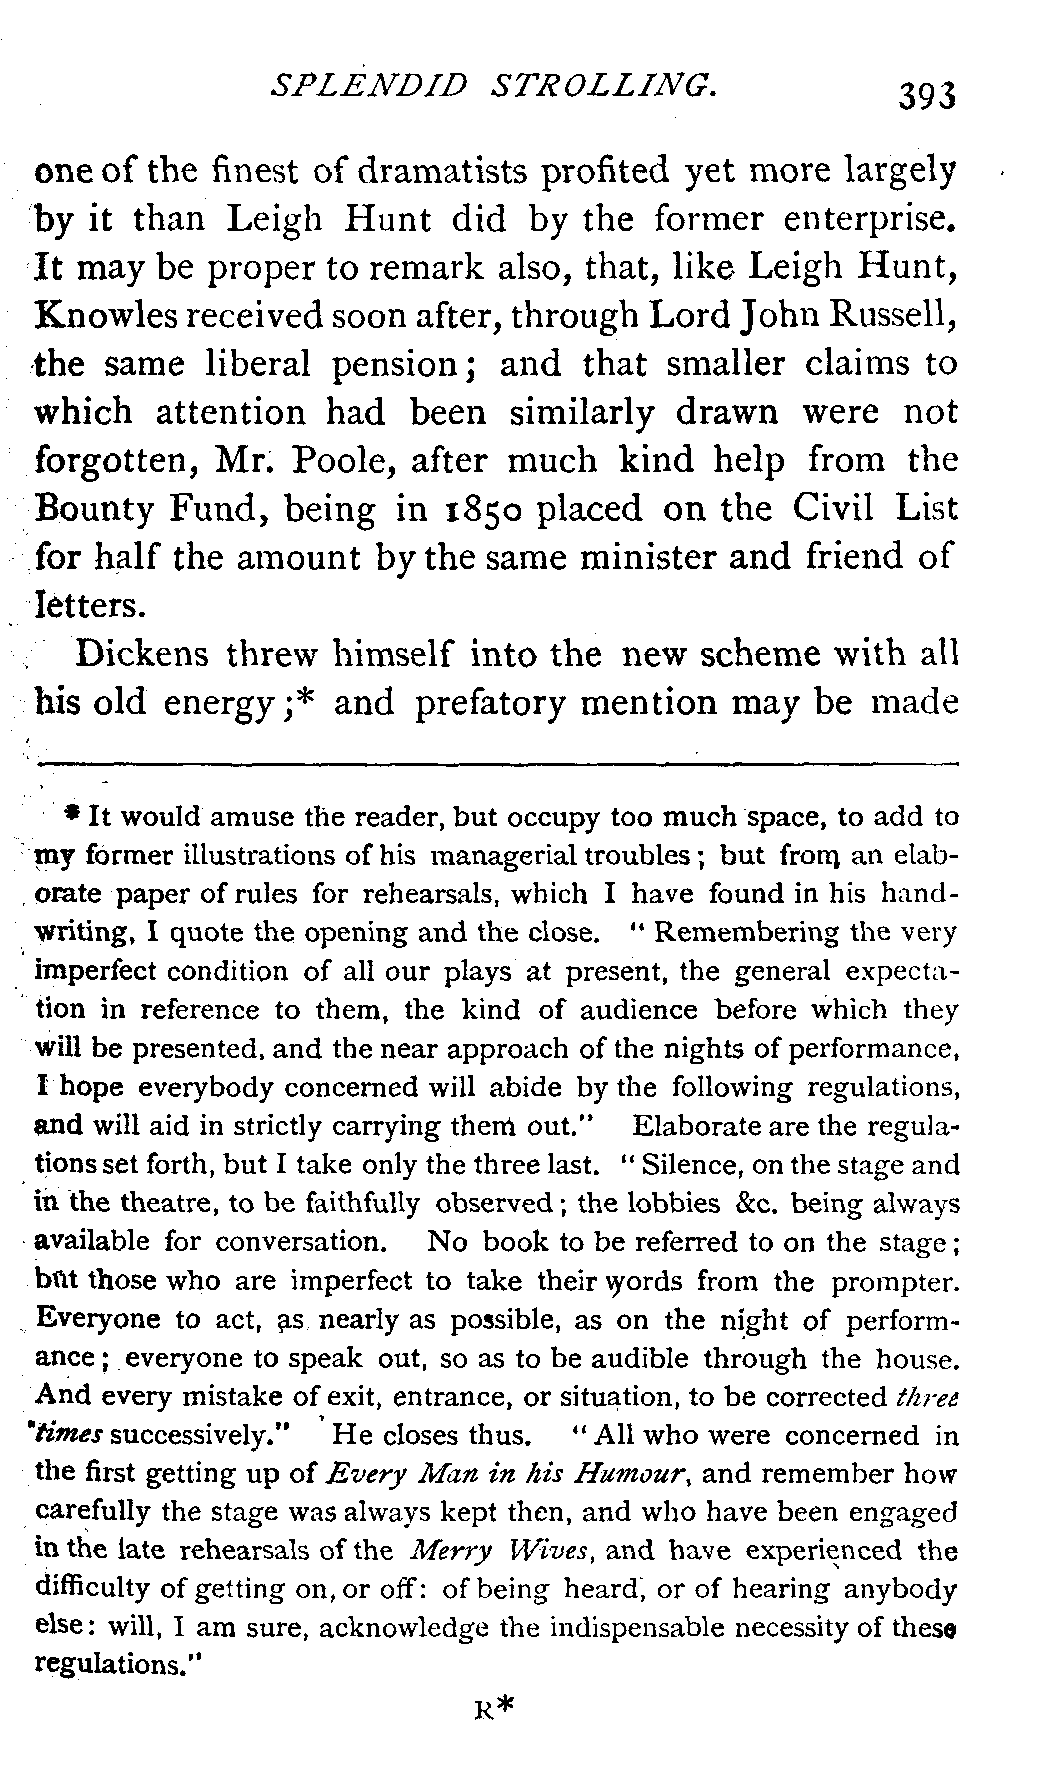 SPLENDID STROLLING. 393
one of the finest of dramatists profited yet more largely
by it than Leigh Hunt did by the former enterprise.
It may be proper to remark also, that, like Leigh Hunt,
Knowles received soon after, through Lord John Russell,
the same liberal pension; and that smaller claims to
which attention had been similarly drawn were not
forgotten, Mr. Poole, after much kind help from the
Bounty Fund, being in 1850 placed on the Civil List
for half the amount by the same minister and friend of
letters.
Dickens threw himself into the new scheme with all
his old energy;* and prefatory mention may be made
* It would amuse the reader, but occupy too much space, to add to
my former illustrations of his managerial troubles; but from an elab-
orate paper of rules for rehearsals, which I have found in his hand-
writing, I quote the opening and the close. "Remembering the very
imperfect condition of all our plays at present, the general expecta-
tion in reference to them, the kind of audience before which they
will be presented, and the near approach of the nights of performance,
I hope everybody concerned will abide by the following regulations,
and will aid in strictly carrying them out." Elaborate are the regula-
tions set forth, but I take only the three last. "Silence, on the stage and
in the theatre, to be faithfully observed; the lobbies &c. being always
available for conversation. No book to be referred to on the stage;
but those who are imperfect to take their words from the prompter.
Everyone to act, as nearly as possible, as on the night of perform-
ance; everyone to speak out, so as to be audible through the house.
And every mistake of exit, entrance, or situation, to be corrected three
times successively." He closes thus. "All who were concerned in
the first getting up of Every Man in his Humour, and remember how
carefully the stage was always kept then, and who have been engaged
in the late rehearsals of the Merry Wives, and have experienced the
difficulty of getting on, or off: of being heard, or of hearing anybody
else: will, I am sure, acknowledge the indispensable necessity of these
regulations."
R*